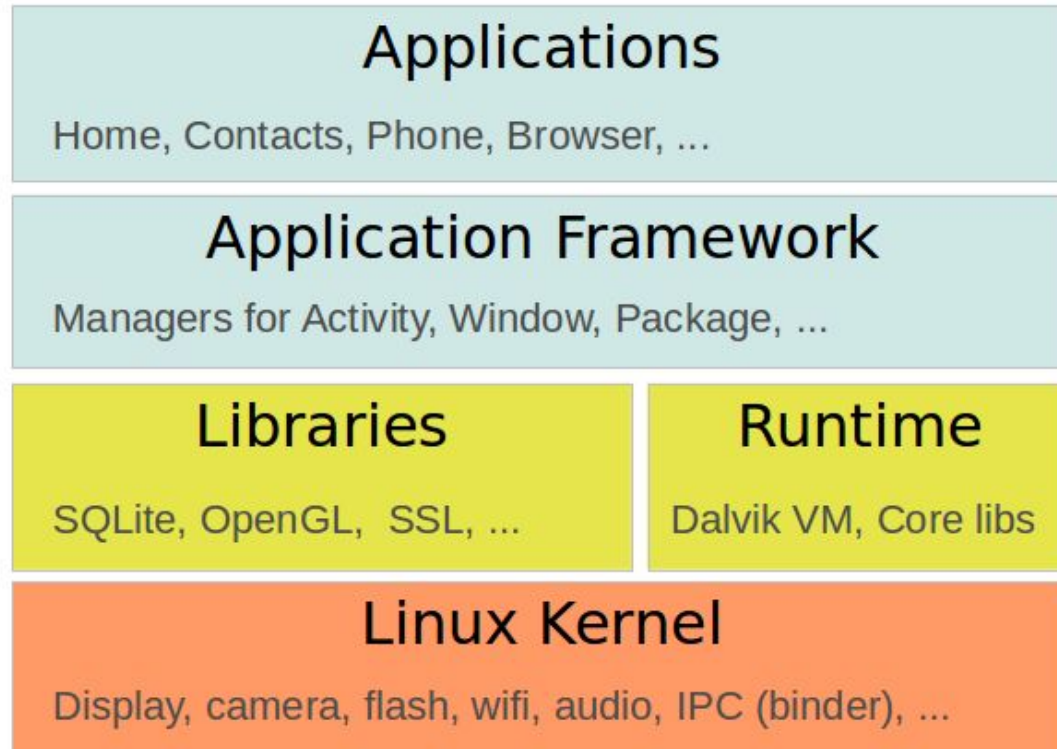 Applications
Home, Contacts, Phone, Browser, ...
Application Framework
Managers for Activity, Window, Package, ...
Libraries
SQLite, OpenGL,  SSL, ...
Runtime
Dalvik VM, Core libs
Linux Kernel
Display, camera, flash, wifi, audio, IPC (binder), ...